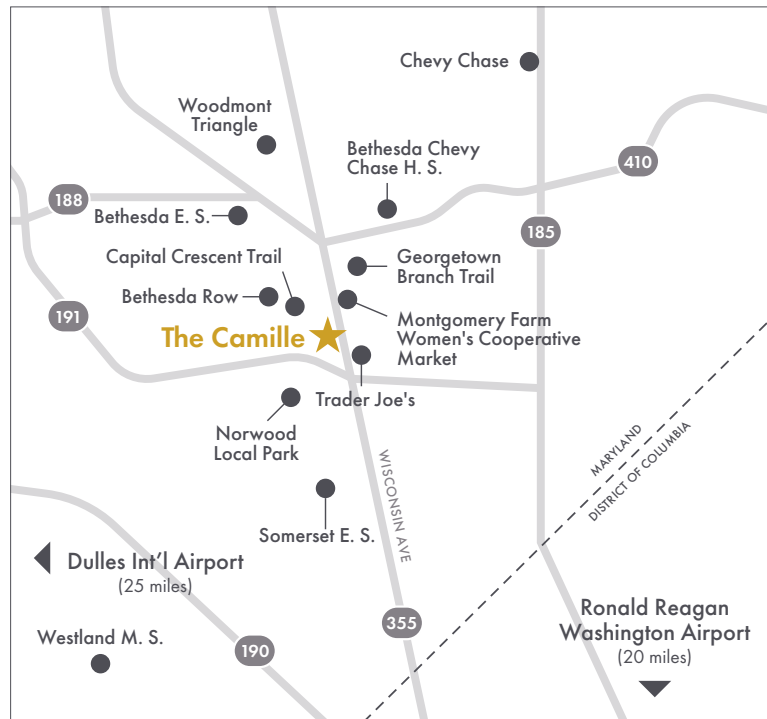 Chevy Chase
Woodmont
Triangle
Bethesda Chevy
Chase H. S.
410
188
Bethesda E. S.
185
Capital Crescent Trail
Georgetown
Branch Trail
Bethesda Row
191
The Camille
Montgomery Farm
Women's Cooperative
Market
Trader Joe's
Norwood
Local Park
WISCONSIN AVE
MARYLAND
DISTRICT OF COLUMBIA
Somerset E. S.
Dulles Int’l Airport
(25 miles)
Ronald Reagan
Washington Airport
(20 miles)
355
Westland M. S.
190